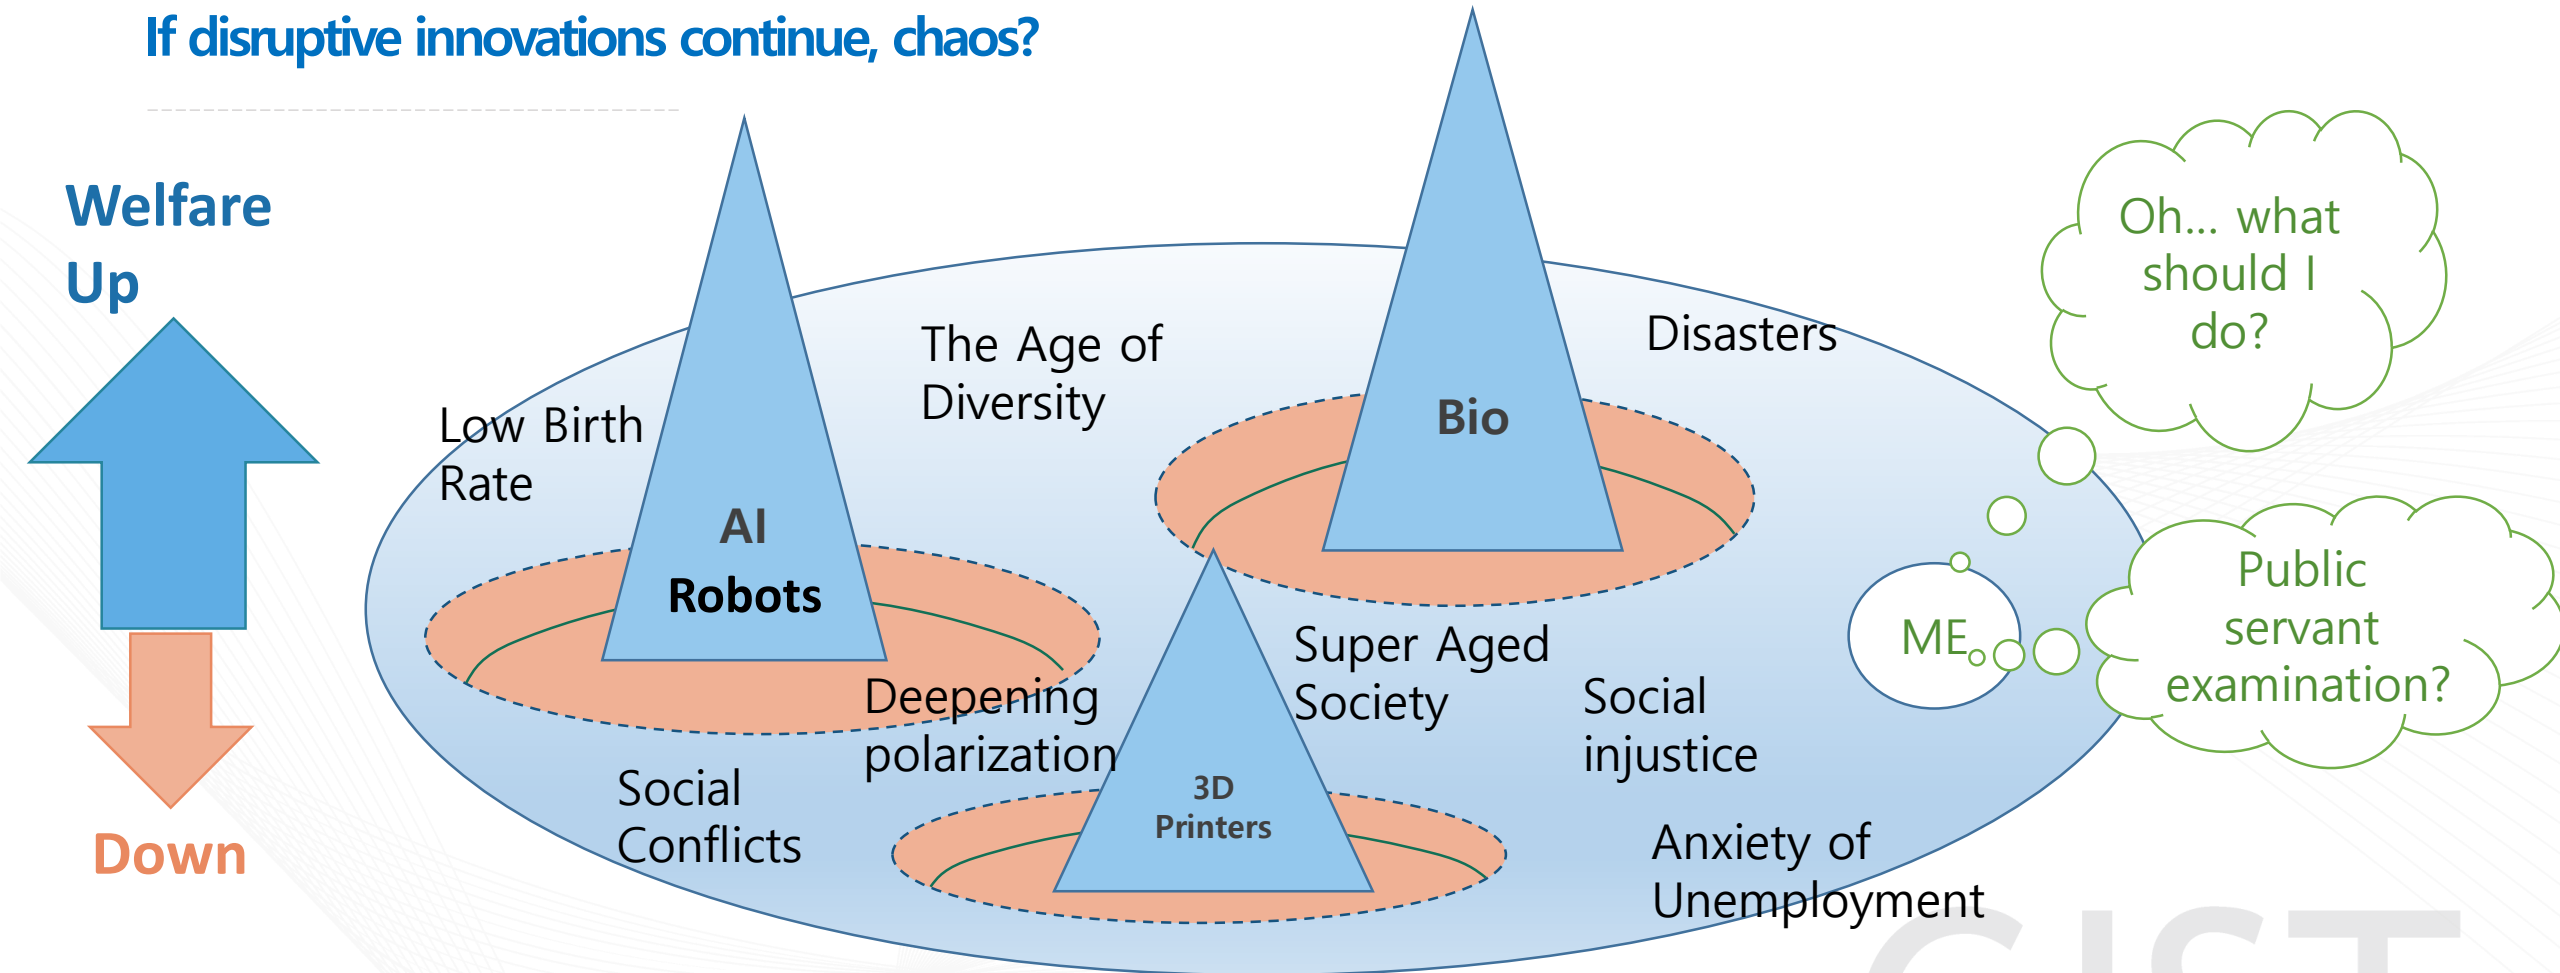 If disruptive innovations continue, chaos?
Welfare
Up
Down
Low Birth
Rate
The Age of
Diversity
Disasters
AI
Robots
Bio
Deepening
polarization
Super Aged
Society
Social
injustice
Social
Conflicts
3D
Printers
Anxiety of
Unemployment
ME
Oh... what
should I
do?
Public
servant
examination?
GIST